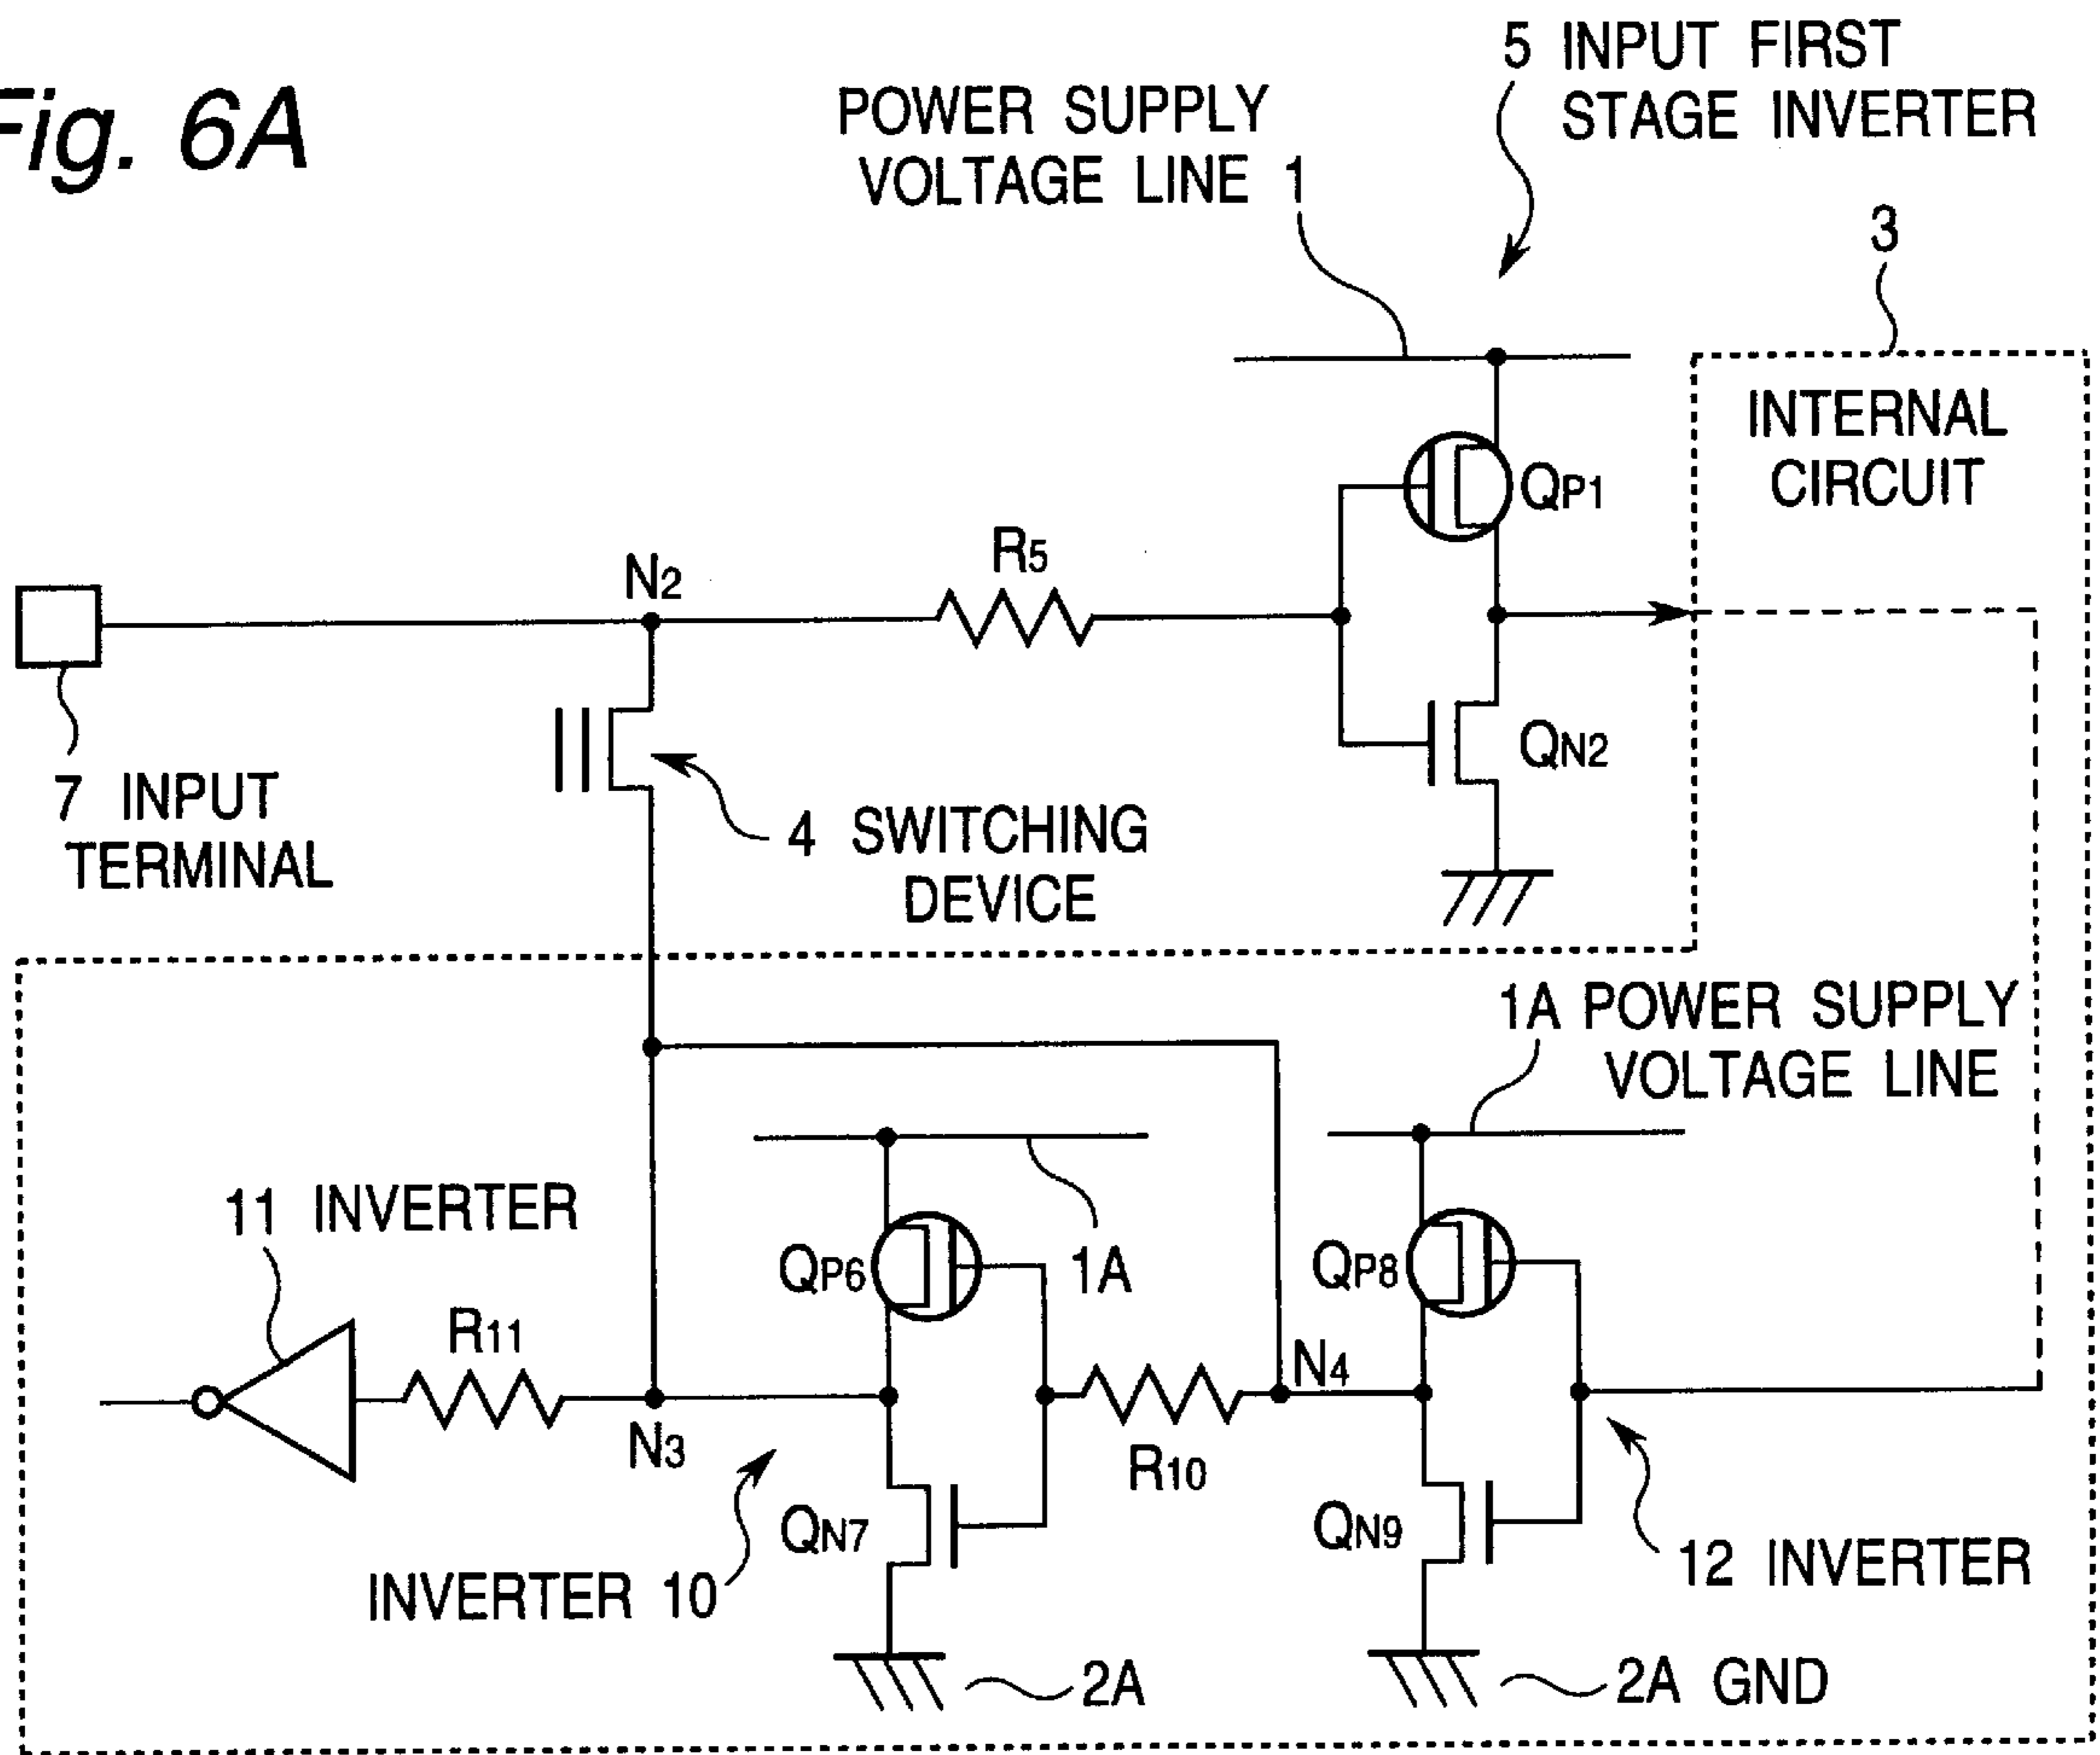 Fig. 6A
5 INPUT FIRST
STAGE INVERTER
POWER SUPPLY
VOLTAGE LINE 1
3
INTERNAL
CIRCUIT
QP1
R5
N2
QN2
7 INPUT
TERMINAL
4 SWITCHING
DEVICE
1A POWER SUPPLY
VOLTAGE LINE
11 INVERTER
QP6
1A
QP8
R11
N4
N3
R10
QN7
QN9
INVERTER 10
12 INVERTER
2A
2A GND